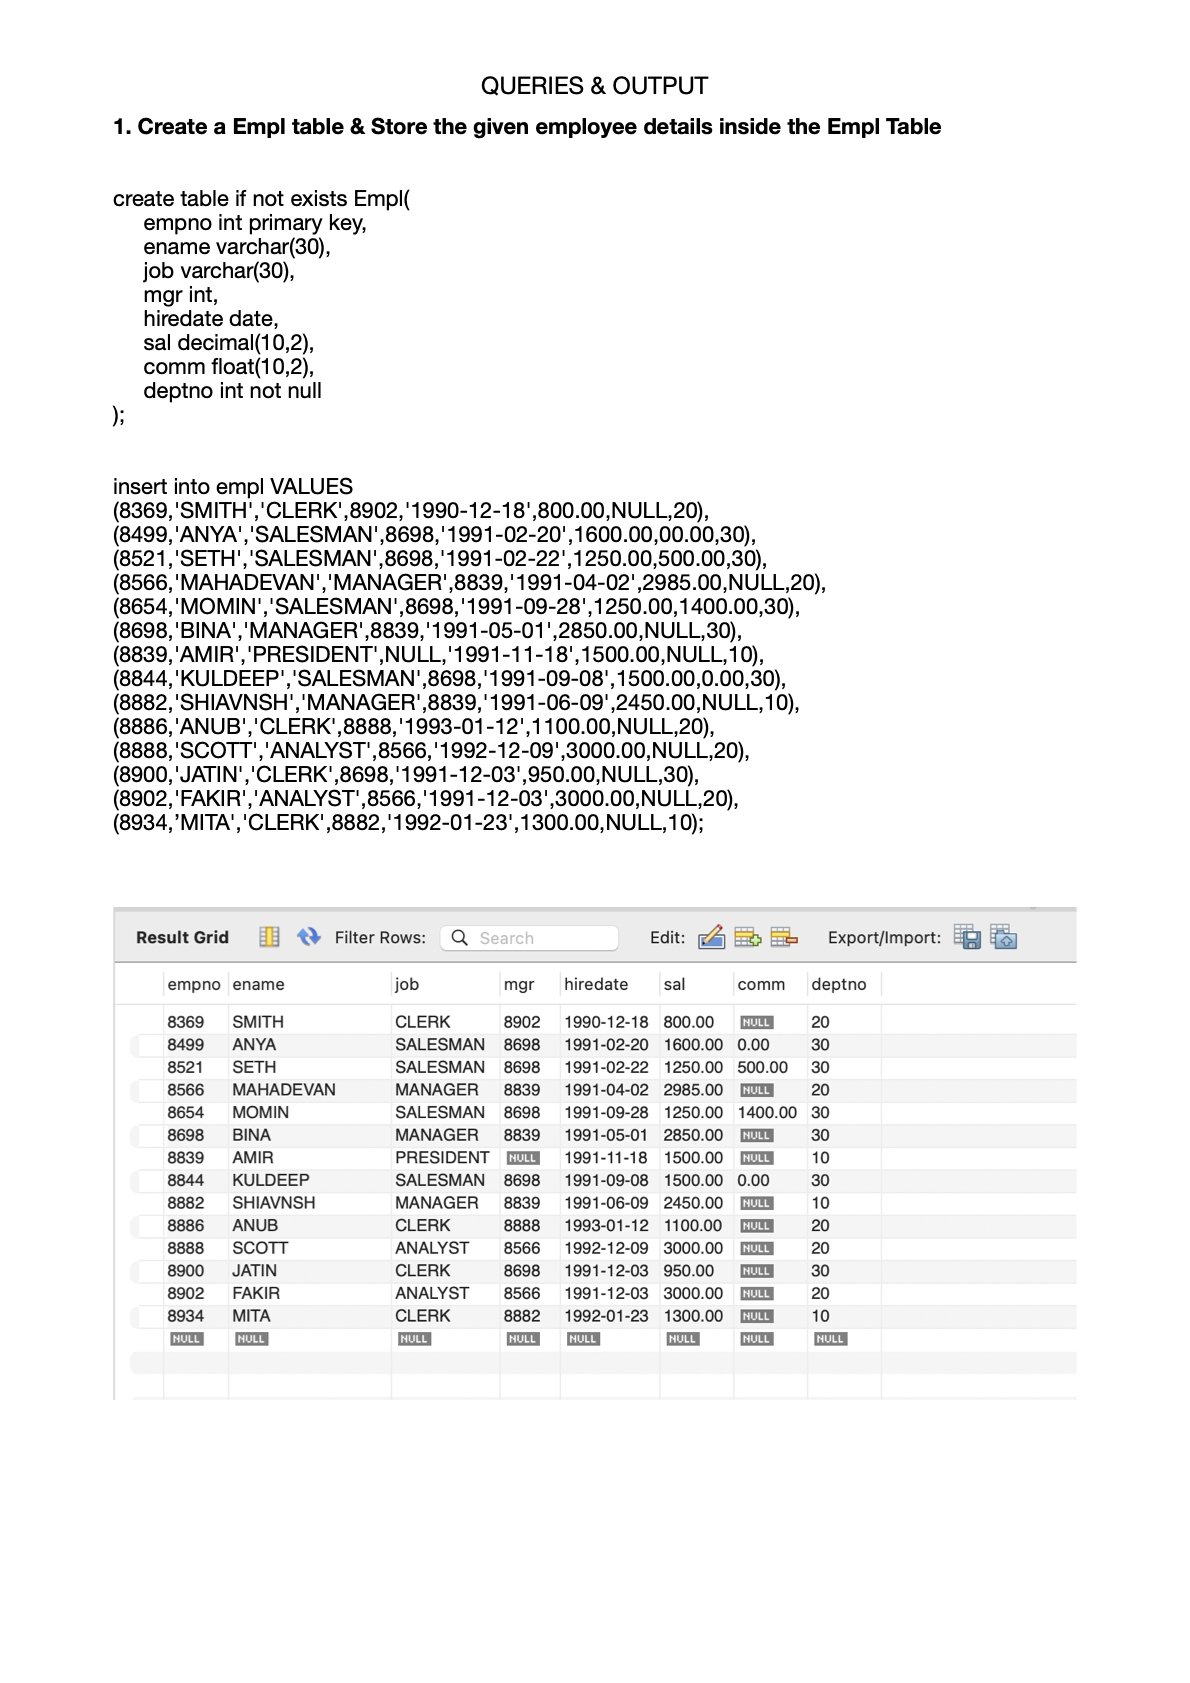 QUERIES & OUTPUT
1. Create a Empl table & Store the given employee details inside the Empl Table
create table if not exists Empl(
empno int primary key,
ename varchar(30),
job varchar(30),
mgr int,
hiredate date,
sal decimal(10,2),
comm float(10,2),
deptno int not null
);
insert into empl VALUES
(8369,'SMITH','CLERK',8902,'1990-12-18',800.00,NULL,20),
(8499,'ANYA','SALESMAN',8698,'1991-02-20',1600.00,00.00,30),
(8521,'SETH','SALESMAN',8698,'1991-02-22',1250.00,500.00,30),
(8566,'MAHADEVAN','MANAGER',8839,'1991-04-02',2985.00,NULL,20),
(8654,'MOMIN','SALESMAN',8698,'1991-09-28',1250.00,1400.00,30),
(8698,'BINA','MANAGER',8839,'1991-05-01',2850.00,NULL,30),
(8839,'AMIR','PRESIDENT',NULL,'1991-11-18',1500.00,NULL,10),
(8844,'KULDEEP','SALESMAN',8698,'1991-09-08',1500.00,0.00,30),
(8882,'SHIAVNSH','MANAGER',8839,'1991-06-09',2450.00,NULL,10),
(8886,'ANUB','CLERK',8888,'1993-01-12',1100.00,NULL,20),
(8888,'SCOTT','ANALYST',8566,'1992-12-09',3000.00,NULL,20),
(8900,'JATIN','CLERK',8698,'1991-12-03',950.00,NULL,30),
(8902,'FAKIR','ANALYST',8566,'1991-12-03',3000.00,NULL,20),
(8934,’MITA','CLERK',8882,'1992-01-23',1300.00,NULL,10);
Result Grid Filter Rows: Search Edit: Export/Import:
empno ename job mgr hiredate sal comm deptno
8369 SMITH CLERK 8902 1990-12-18 800.00 NULL 20
8499 ANYA SALESMAN 8698 1991-02-20 1600.00 0.00 30
8521 SETH SALESMAN 8698 1991-02-22 1250.00 500.00 30
8566 MAHADEVAN MANAGER 8839 1991-04-02 2985.00 NULL 20
8654 MOMIN SALESMAN 8698 1991-09-28 1250.00 1400.00 30
8698 BINA MANAGER 8839 1991-05-01 2850.00 NULL 30
8839 AMIR PRESIDENT NULL 1991-11-18 1500.00 NULL 10
8844 KULDEEP SALESMAN 8698 1991-09-08 1500.00 0.00 30
8882 SHIAVNSH MANAGER 8839 1991-06-09 2450.00 NULL 10
8886 ANUB CLERK 8888 1993-01-12 1100.00 NULL 20
8888 SCOTT ANALYST 8566 1992-12-09 3000.00 NULL 20
8900 JATIN CLERK 8698 1991-12-03 950.00 NULL 30
8902 FAKIR ANALYST 8566 1991-12-03 3000.00 NULL 20
8934 MITA CLERK 8882 1992-01-23 1300.00 NULL 10
NULL NULL NULL NULL NULL NULL NULL NULL